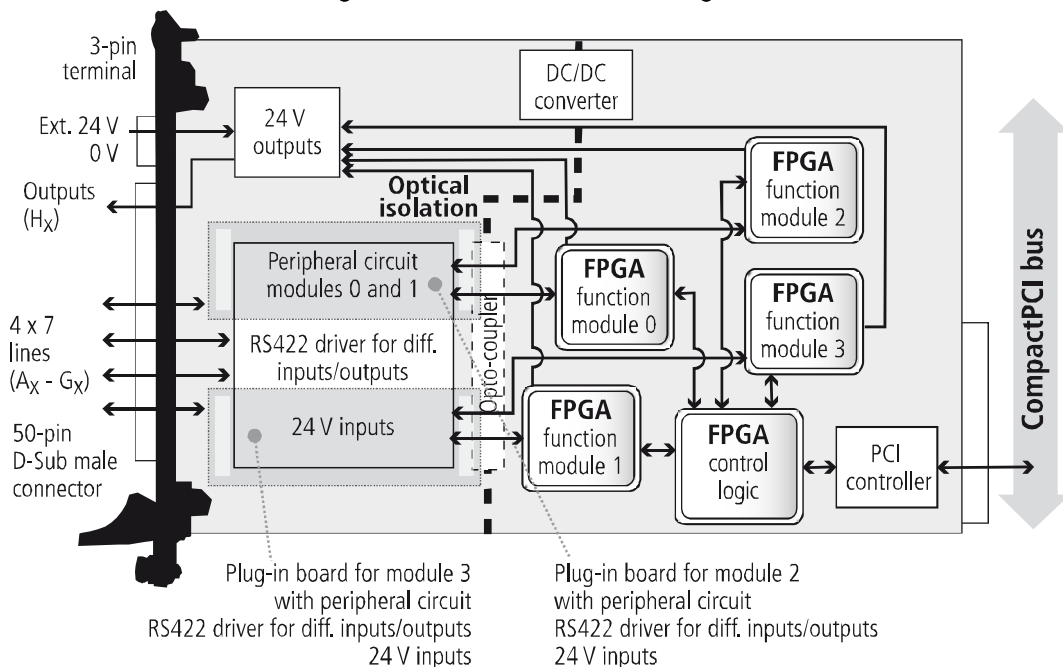 3-pin
terminal
Ext. 24 V
0 V
Outputs
(HX)
4 x 7
lines
(AX - GX)
50-pin
D-Sub male
connector
24 V
outputs
DC/DC
converter
Optical
isolation
Peripheral circuit
modules 0 and 1
RS422 driver for diff.
inputs/outputs
24 V inputs
Opto-coupler
FPGA
function
module 0
FPGA
function
module 1
FPGA
function
module 2
FPGA
function
module 3
FPGA
control
logic
PCI
controller
CompactPCI bus
Plug-in board for module 3
with peripheral circuit
RS422 driver for diff. inputs/outputs
24 V inputs
Plug-in board for module 2
with peripheral circuit
RS422 driver for diff. inputs/outputs
24 V inputs